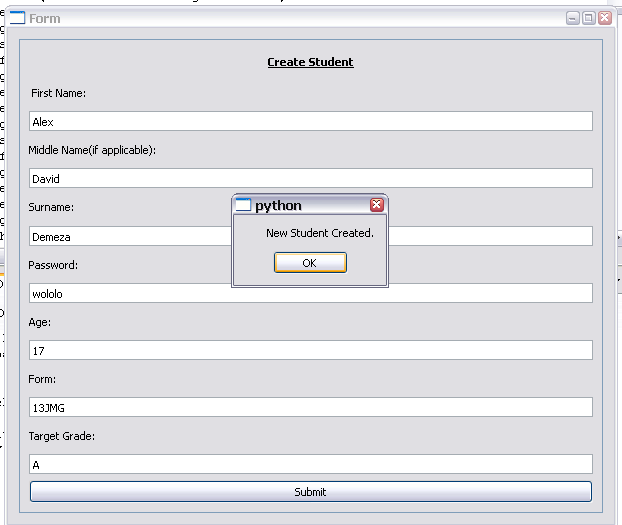 Form
Create Student
First Name:
Alex
Middle Name(if applicable):
David
Surname:
Demeza
python
New Student Created.
OK
Password:
wololo
Age:
17
Form:
13JMG
Target Grade:
A
Submit